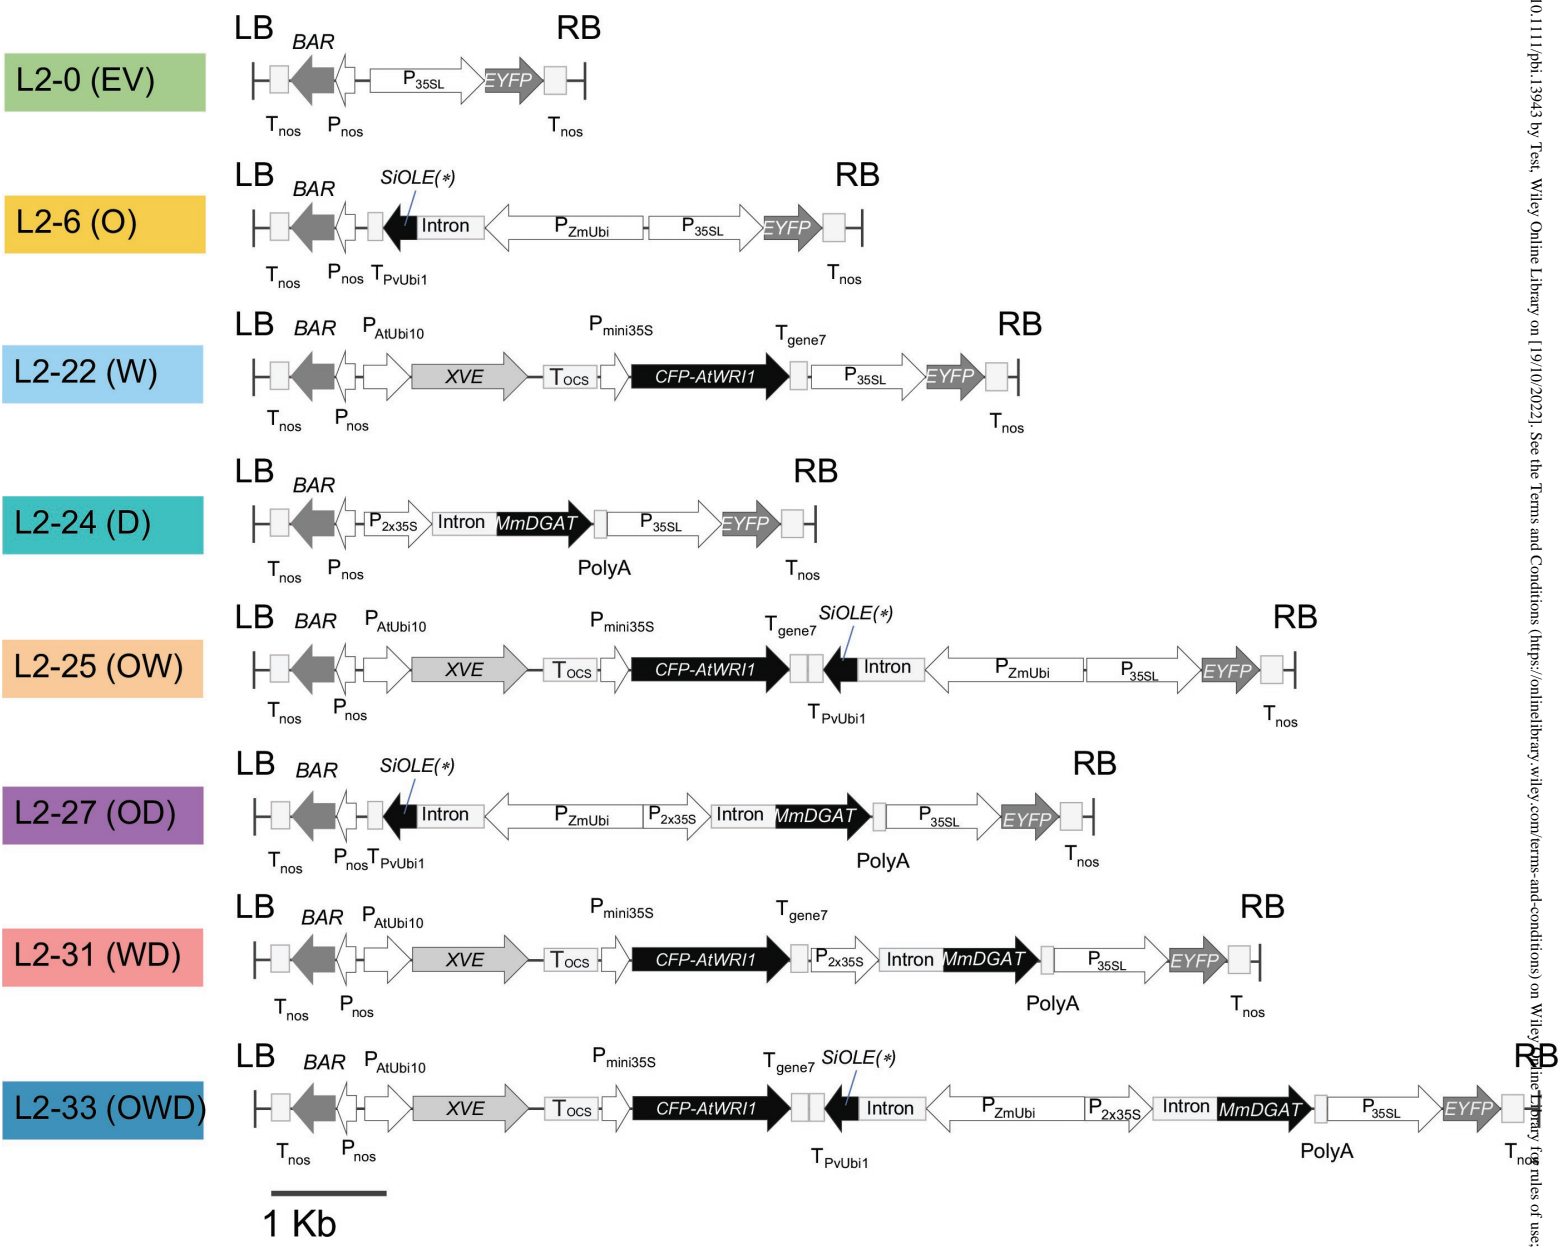 LB RB
BAR
L2-0 (EV) P35SL EYFP
Tnos Pnos Tnos
LB RB
BAR SiOLE(*)
L2-6 (O) Intron PZmUbi P35SL EYFP
Tnos Pnos TPvUbi1 Tnos
LB BAR PAtUbi10 Pmini35S Tgene7 RB
L2-22 (W) XVE TOCS CFP-AtWRI1 P35SL EYFP
Tnos Pnos Tnos
LB RB
BAR
L2-24 (D) P2x35S Intron MmDGAT P35SL EYFP
Tnos Pnos PolyA Tnos
LB BAR PAtUbi10 Pmini35S Tgene7 SiOLE(*) RB
L2-25 (OW) XVE TOCS CFP-AtWRI1 Intron PZmUbi P35SL EYFP
Tnos Pnos TPvUbi1 Tnos
LB BAR SiOLE(*) RB
L2-27 (OD) Intron PZmUbi P2x35S Intron MmDGAT P35SL EYFP
Tnos Pnos TPvUbi1 PolyA Tnos
LB BAR PAtUbi10 Pmini35S Tgene7 RB
L2-31 (WD) XVE TOCS CFP-AtWRI1 P2x35S Intron MmDGAT P35SL EYFP
Tnos Pnos PolyA Tnos
LB BAR PAtUbi10 Pmini35S Tgene7 SiOLE(*) RB
L2-33 (OWD) XVE TOCS CFP-AtWRI1 Intron PZmUbi P2x35S Intron MmDGAT P35SL EYFP
Tnos Pnos TPvUbi1 PolyA Tnos
1 Kb
10.1111/pbi.13943 by Test, Wiley Online Library on [19/10/2022]. See the Terms and Conditions (https://onlinelibrary.wiley.com/terms-and-conditions) on Wiley Online Library for rules of use;